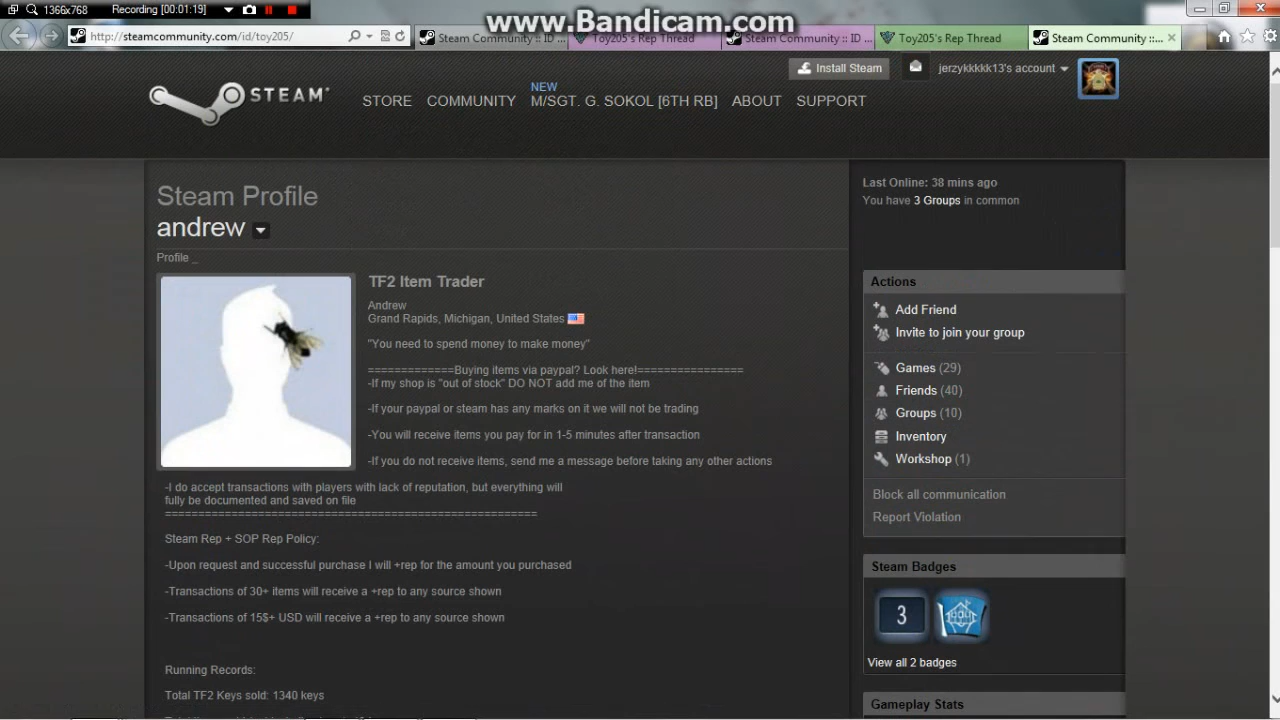 1366x768 Recording [00:01:19]
www.Bandicam.com
http://steamcommunity.com/id/toy205/
Steam Community :: ID ...
Toy205's Rep Thread
Steam Community :: ID ...
Toy205's Rep Thread
Steam Community ::...
Install Steam
jerzykkkkk13's account
STEAM
NEW
STORE COMMUNITY M/SGT. G. SOKOL [6TH RB] ABOUT SUPPORT
Steam Profile
andrew
Profile _
TF2 Item Trader
Andrew
Grand Rapids, Michigan, United States
"You need to spend money to make money"
=============Buying items via paypal? Look here!================
-If my shop is "out of stock" DO NOT add me of the item
-If your paypal or steam has any marks on it we will not be trading
-You will receive items you pay for in 1-5 minutes after transaction
-If you do not receive items, send me a message before taking any other actions
-I do accept transactions with players with lack of reputation, but everything will
fully be documented and saved on file
========================================================
Steam Rep + SOP Rep Policy:
-Upon request and successful purchase I will +rep for the amount you purchased
-Transactions of 30+ items will receive a +rep to any source shown
-Transactions of 15$+ USD will receive a +rep to any source shown
Running Records:
Total TF2 Keys sold: 1340 keys
Last Online: 38 mins ago
You have 3 Groups in common
Actions
Add Friend
Invite to join your group
Games (29)
Friends (40)
Groups (10)
Inventory
Workshop (1)
Block all communication
Report Violation
Steam Badges
3
View all 2 badges
Gameplay Stats